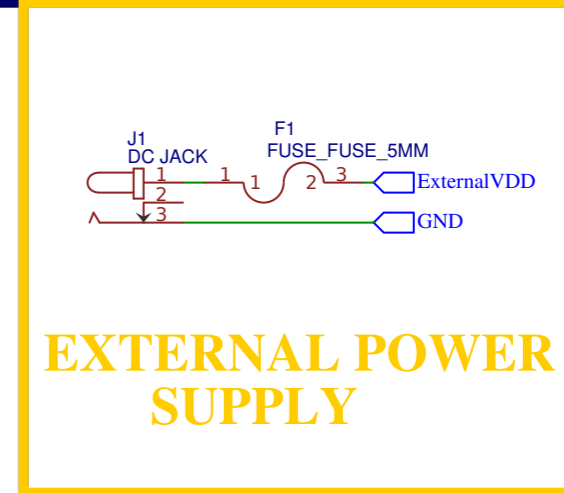 J1
DC JACK
F1
FUSE_FUSE_5MM
1 1 1 2 3 ExternalVDD
2
3 GND
EXTERNAL POWER
SUPPLY